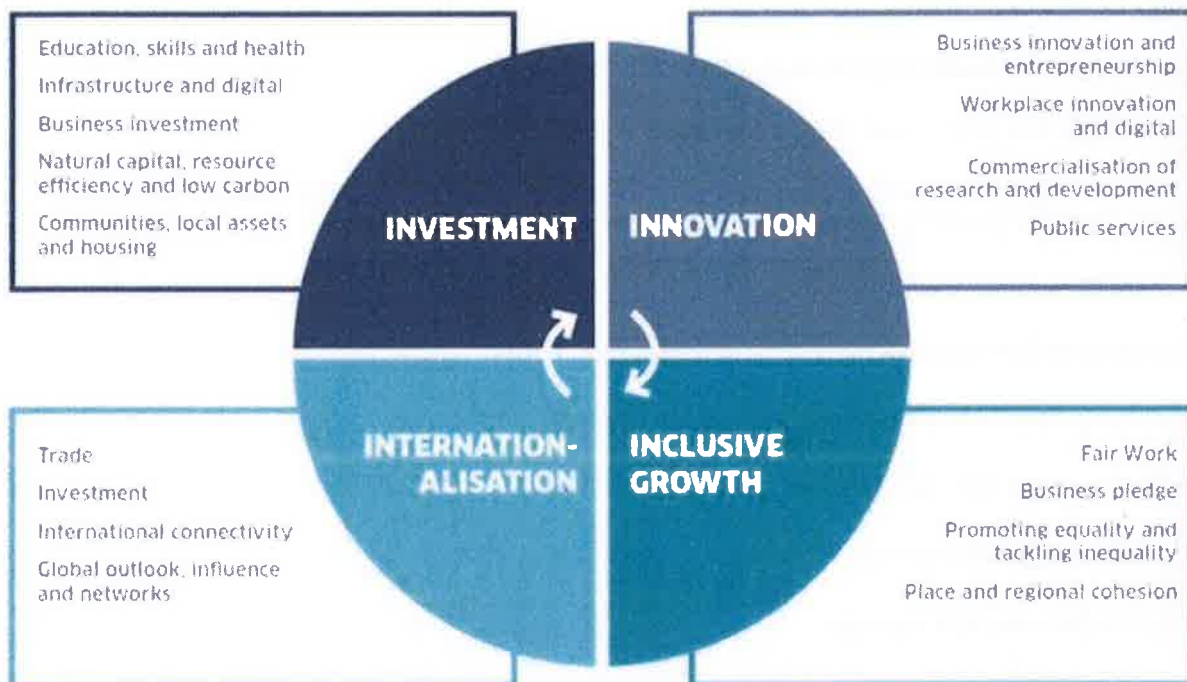 Education, skills and health
Infrastructure and digital
Business investment
Natural capital, resource
efficiency and low carbon
Communities, local assets
and housing
INVESTMENT
INNOVATION
Business innovation and
entrepreneurship
Workplace innovation
and digital
Commercialisation of
research and development
Public services
Trade
Investment
International connectivity
Global outlook, influence
and networks
INTERNATION-
ALISATION
INCLUSIVE
GROWTH
Fair Work
Business pledge
Promoting equality and
tackling inequality
Place and regional cohesion